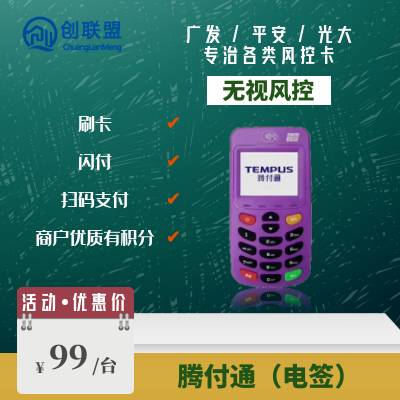 创联盟
ChuangLianMeng
广发 / 平安 / 光大
专治各类风控卡
无视风控
刷卡 ✔
闪付 ✔
扫码支付 ✔
商户优质有积分 ✔
TEMPUS
腾付通
活动•优惠价
¥ 99 /台
腾付通（电签）